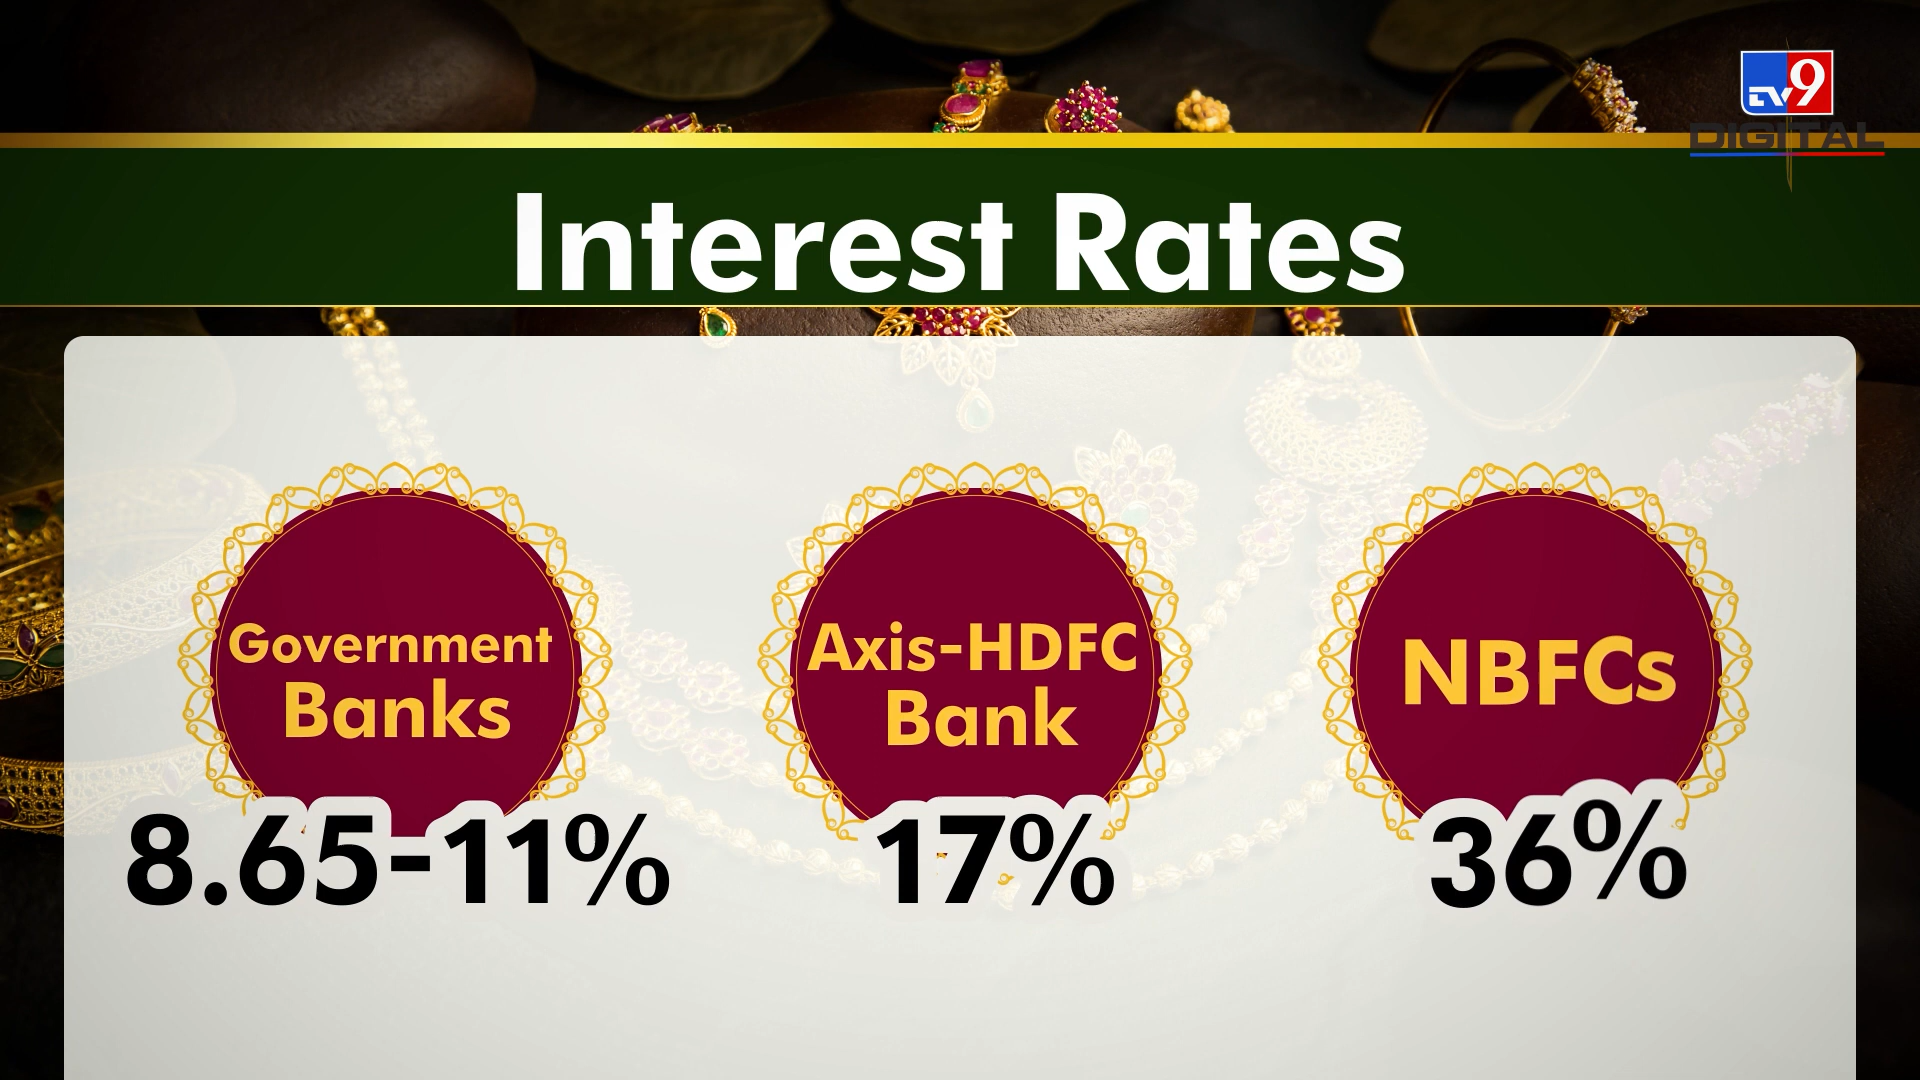 TV9
DIGITAL
Interest Rates
Government
Banks
8.65-11%
Axis-HDFC
Bank
17%
NBFCs
36%